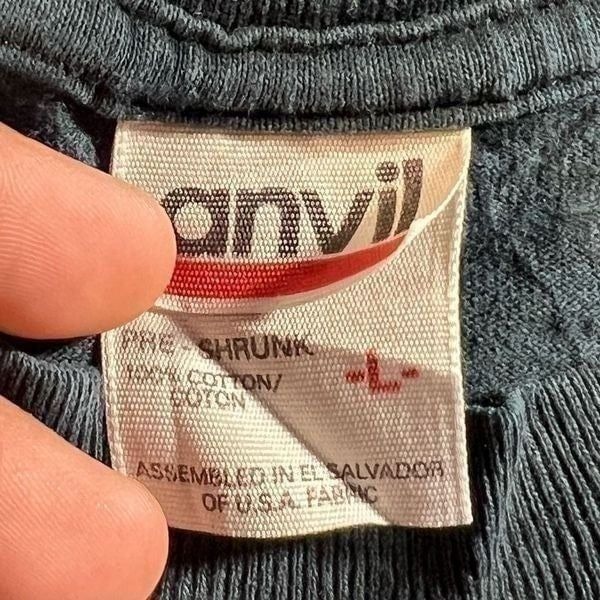 anvil
PRE-SHRUNK
100% COTTON/
COTON
-L-
ASSEMBLED IN EL SALVADOR
OF U.S.A. FABRIC